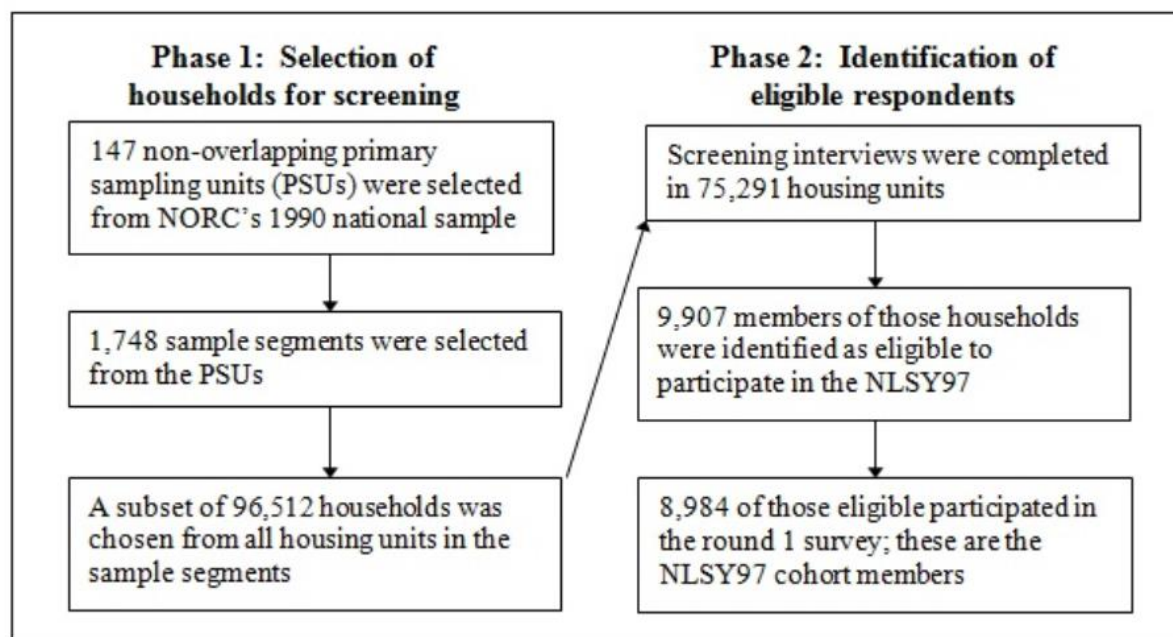 Phase 1: Selection of
households for screening
147 non-overlapping primary
sampling units (PSUs) were selected
from NORC's 1990 national sample
1,748 sample segments were selected
from the PSUs
A subset of 96,512 households was
chosen from all housing units in the
sample segments
Phase 2: Identification of
eligible respondents
Screening interviews were completed
in 75,291 housing units
9,907 members of those households
were identified as eligible to
participate in the NLSY97
8,984 of those eligible participated in
the round 1 survey; these are the
NLSY97 cohort members